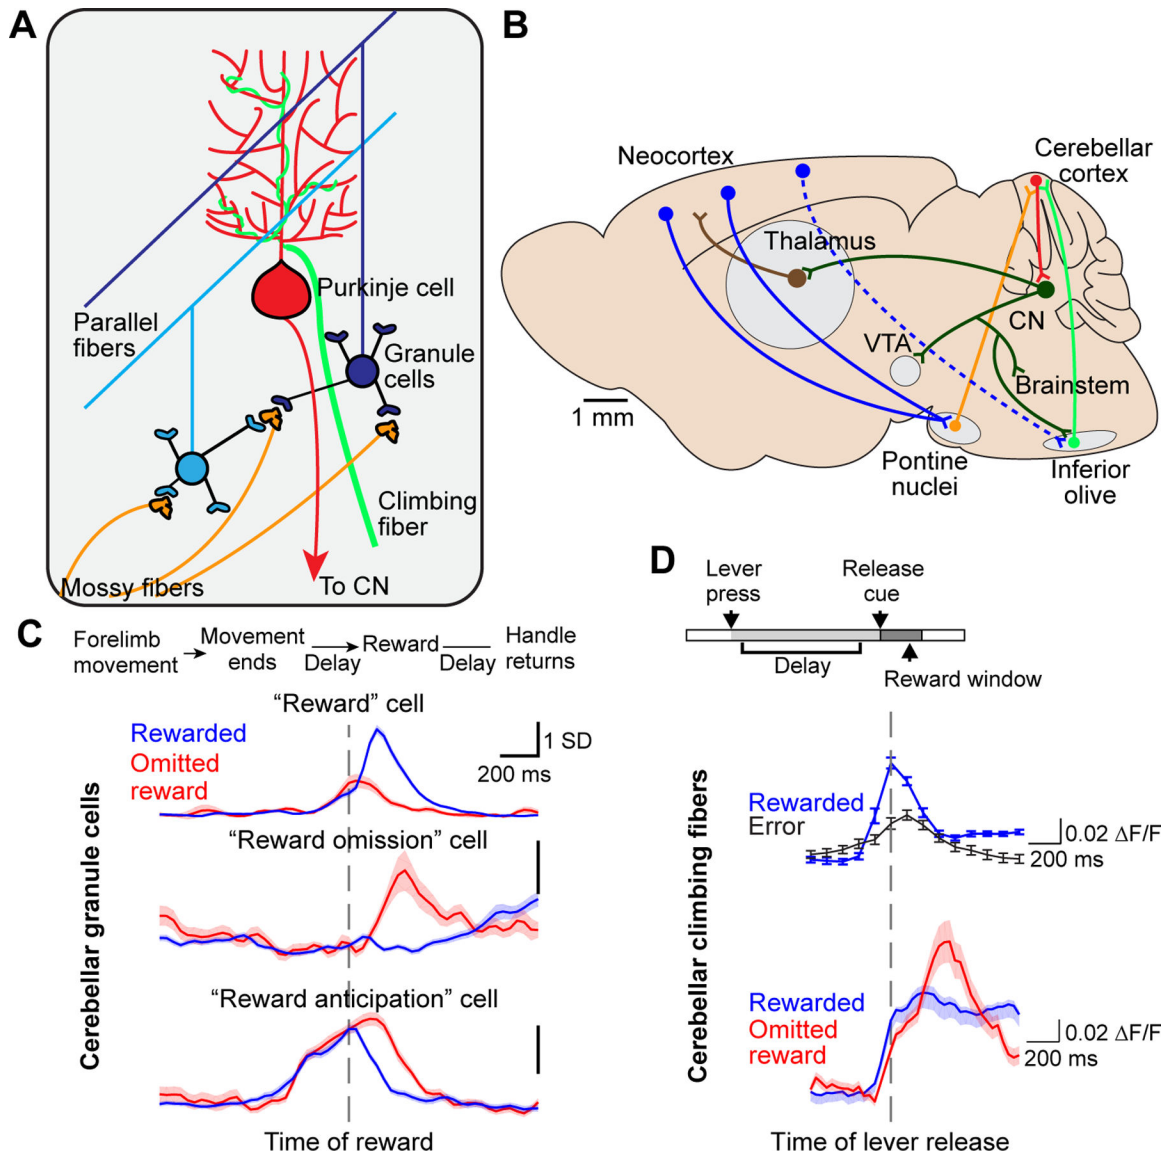 A
Purkinje cell
Parallel
fibers
Granule
cells
Climbing
fiber
Mossy fibers
To CN
B
Neocortex
Cerebellar
cortex
Thalamus
CN
VTA
Brainstem
1 mm
Pontine
nuclei
Inferior
olive
C
Forelimb
movement
Movement
ends
Delay
Reward
Delay
Handle
returns
“Reward” cell
Rewarded
Omitted
reward
1 SD
200 ms
“Reward omission” cell
“Reward anticipation” cell
Cerebellar granule cells
Time of reward
D
Lever
press
Release
cue
Delay
Reward window
Rewarded
Error
0.02 ΔF/F
200 ms
Rewarded
Omitted
reward
0.02 ΔF/F
200 ms
Cerebellar climbing fibers
Time of lever release